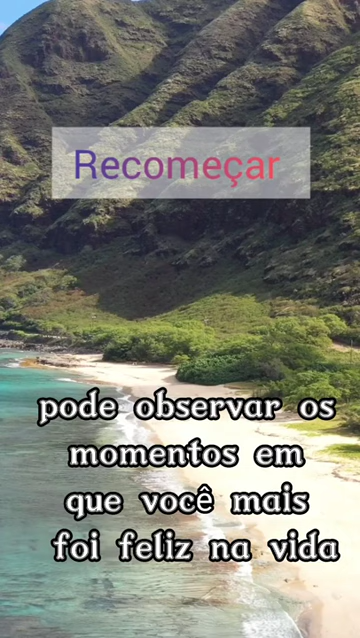 Recomeçar
pode observar os
momentos em
que você mais
foi feliz na vida